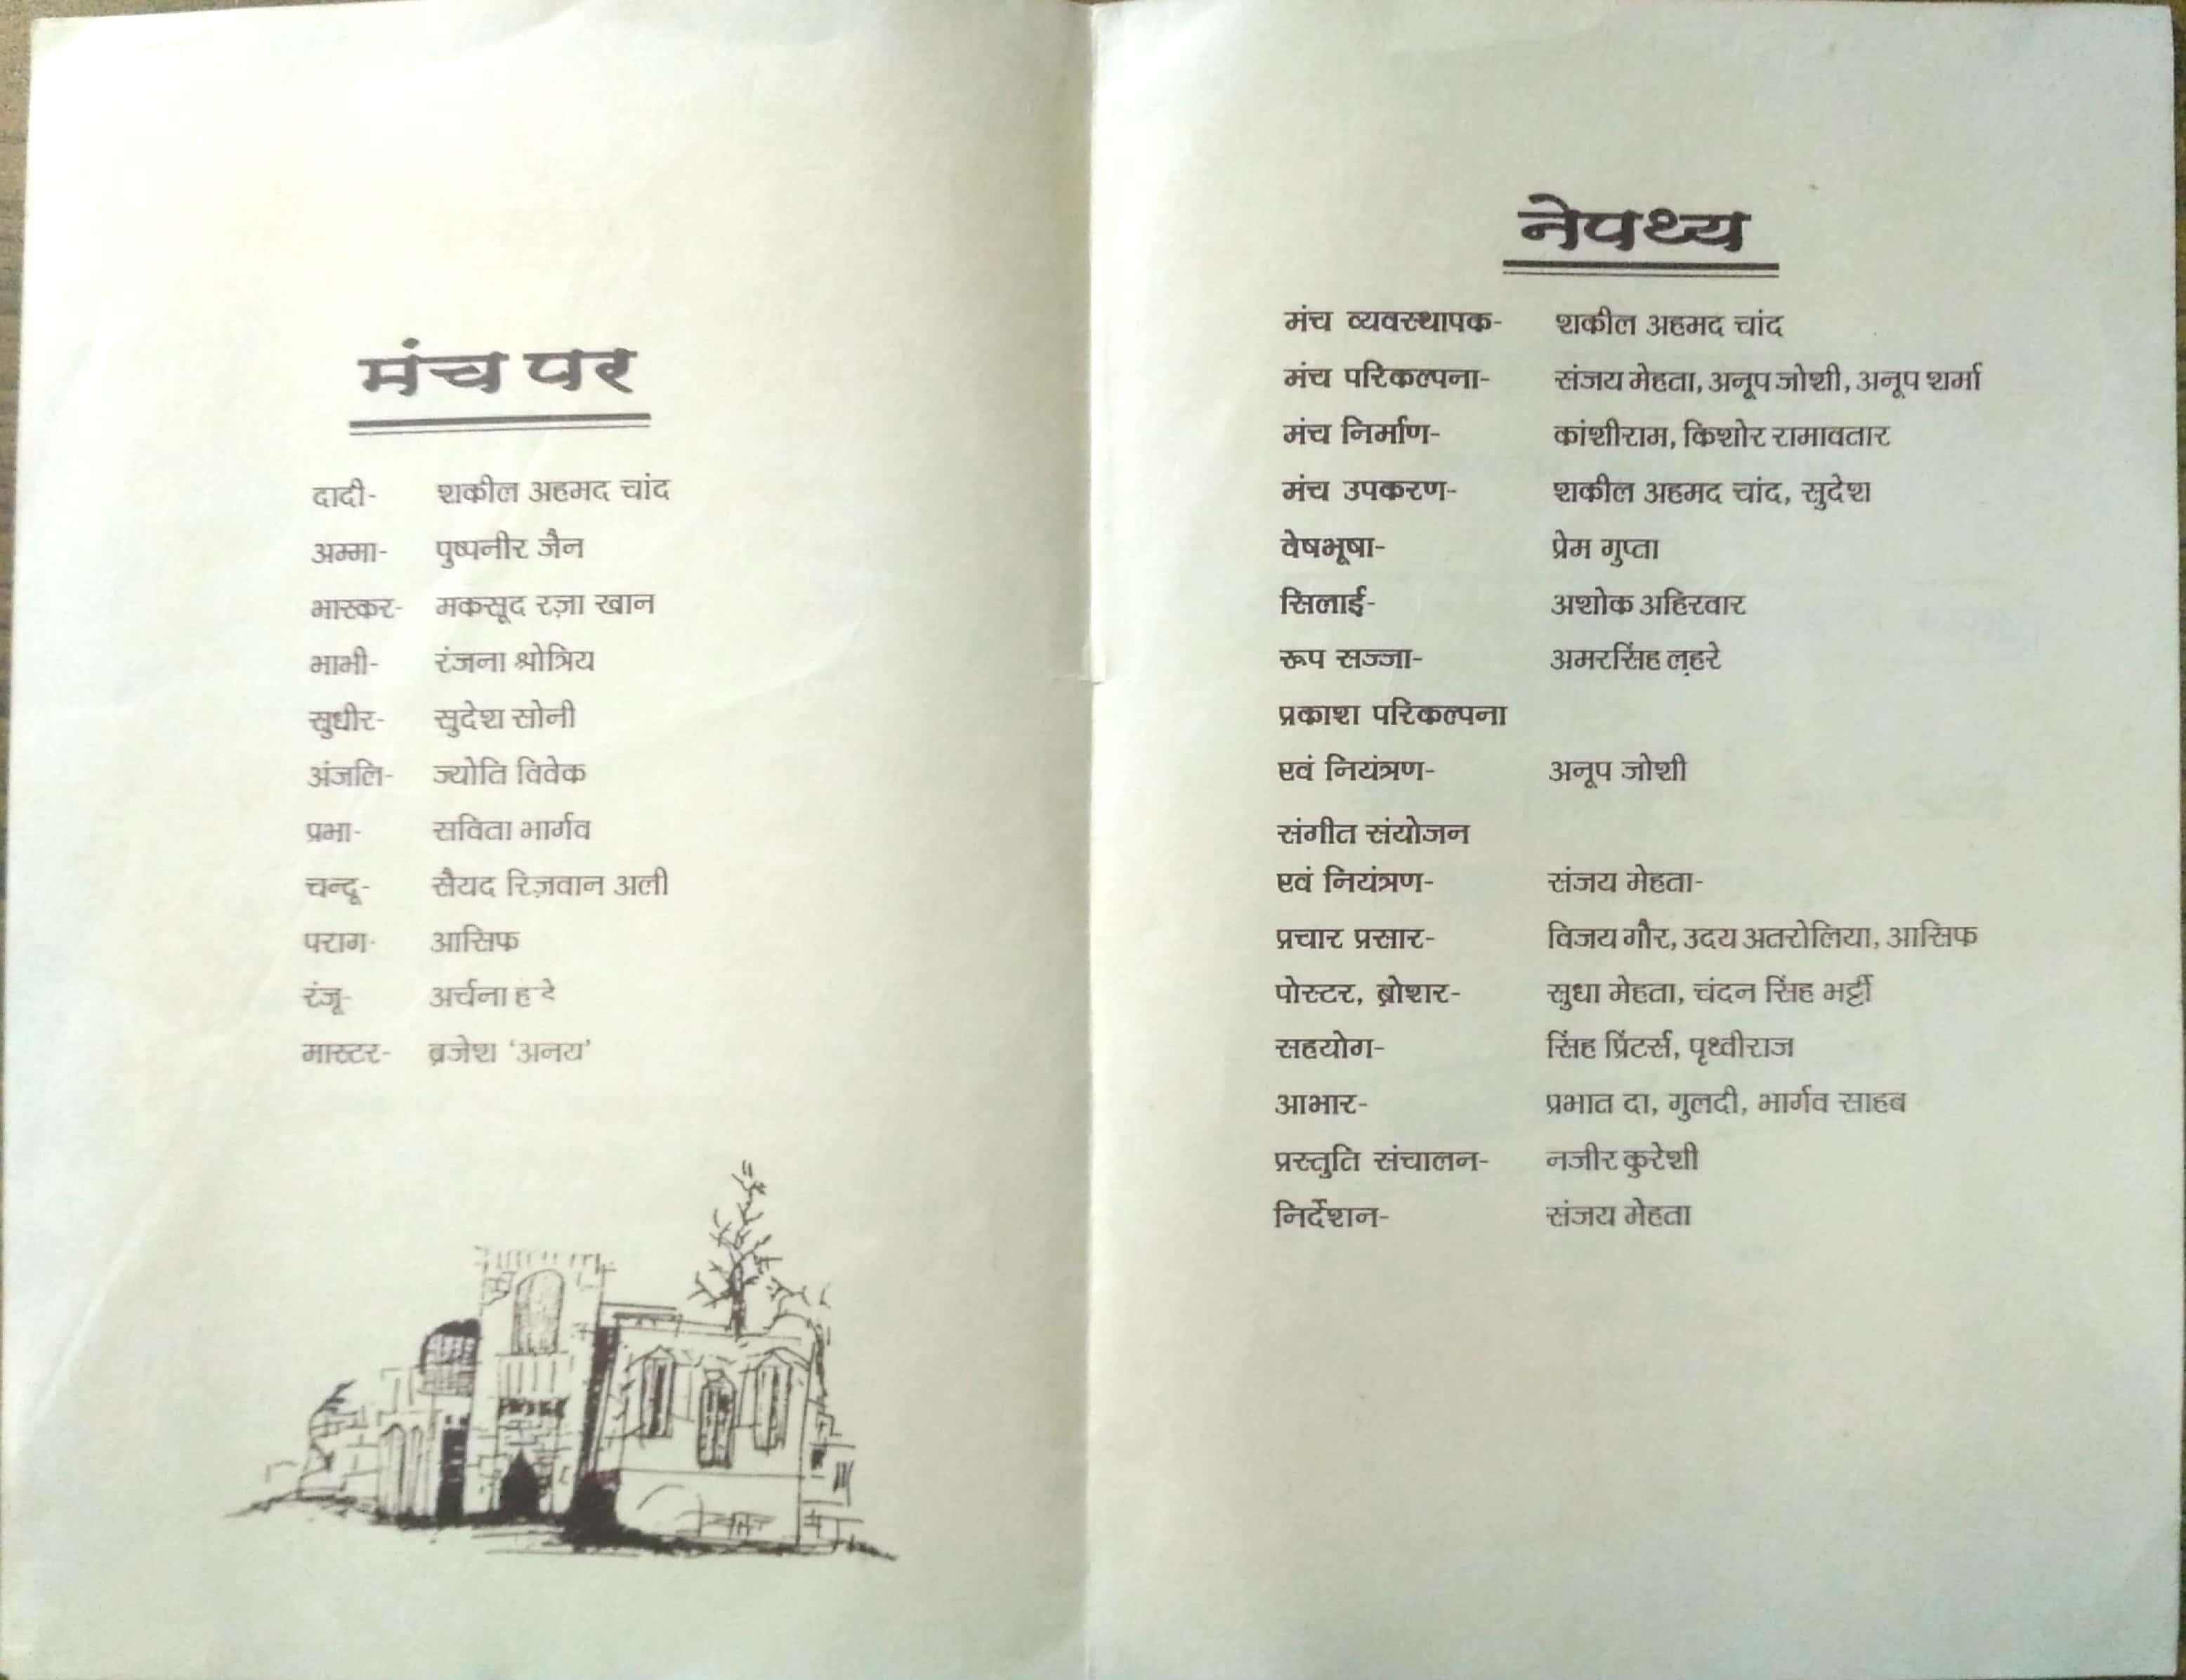 मंच पर
दादी- शकील अहमद चांद
अम्मा- पुष्पनीर जैन
भास्कर- मकसूद रज़ा खान
भाभी- रंजना श्रोत्रिय
सुधीर- सुदेश सोनी
अंजलि- ज्योति विवेक
प्रभा- सविता भार्गव
चन्दू- सैयद रिज़वान अली
पराग- आसिफ
रंजू- अर्चना
मास्टर- ब्रजेश ‘अनय’
नेपथ्य
मंच व्यवस्थापक- शकील अहमद चांद
मंच परिकल्पना- संजय मेहता, अनूप जोशी, अनूप शर्मा
मंच निर्माण- कांशीराम, किशोर रामावतार
मंच उपकरण- शकील अहमद चांद, सुदेश
वेषभूषा- प्रेम गुप्ता
सिलाई- अशोक अहिरवार
रूप सज्जा- अमरसिंह लहरे
प्रकाश परिकल्पना
एवं नियंत्रण- अनूप जोशी
संगीत संयोजन
एवं नियंत्रण- संजय मेहता-
प्रचार प्रसार- विजय गौर, उदय अतरोलिया, आसिफ
पोस्टर, ब्रोशर- सुधा मेहता, चंदन सिंह भट्टी
सहयोग- सिंह प्रिंटर्स, पृथ्वीराज
आभार- प्रभात दा, गुलदी, भार्गव साहब
प्रस्तुति संचालन- नजीर कुरेशी
निर्देशन- संजय मेहता